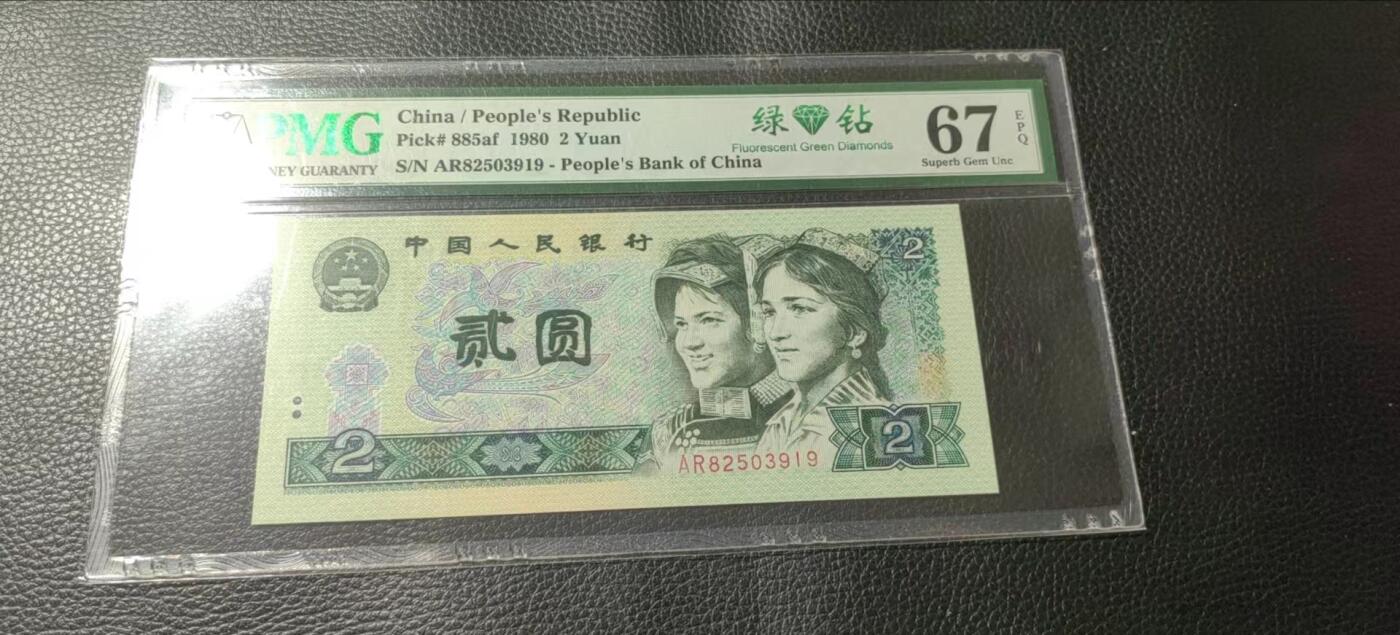 PMG
China / People's Republic
Pick# 885af 1980 2 Yuan
S/N AR82503919 - People's Bank of China
NEY GUARANTY
绿 钻
Fluorescent Green Diamonds
67
EPQ
Superb Gem Unc
中国人民银行
2
贰圆
2
2
AR82503919